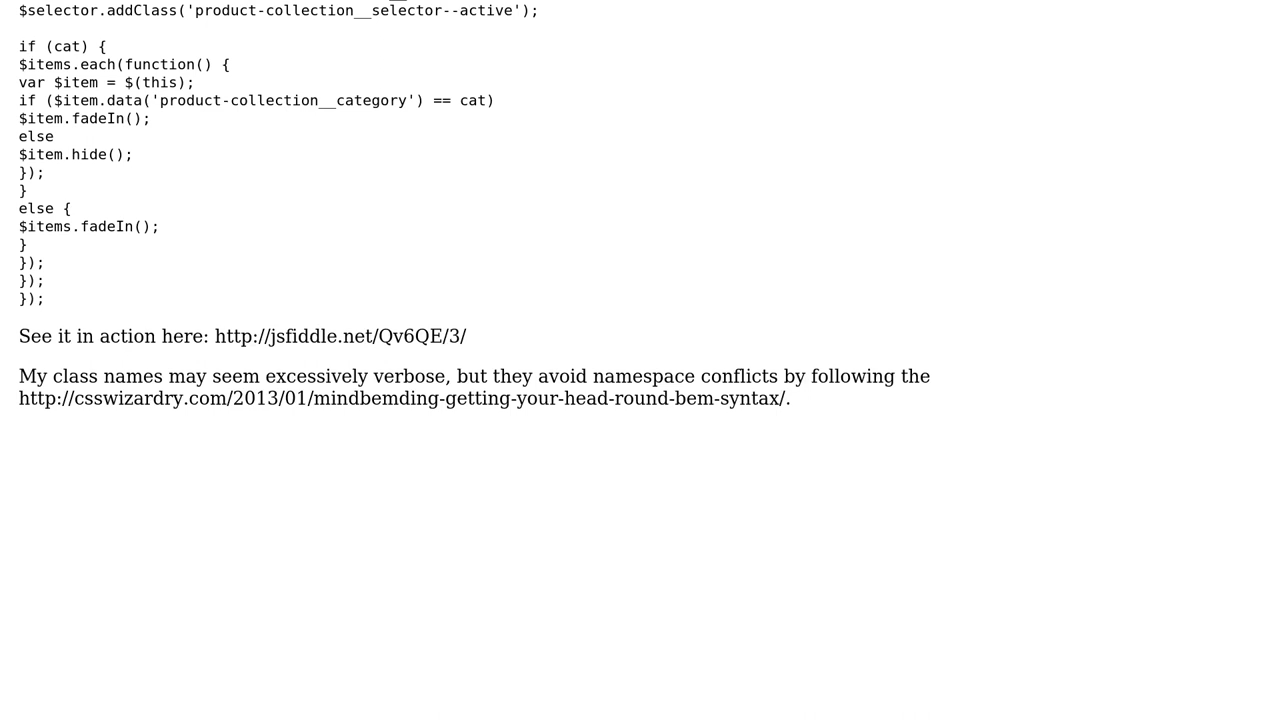 $selector.addClass('product-collection__selector--active');
if (cat) {
$items.each(function() {
var $item = $(this);
if ($item.data('product-collection__category') == cat)
$item.fadeIn();
else
$item.hide();
});
}
else {
$items.fadeIn();
}
});
});
});
See it in action here: http://jsfiddle.net/Qv6QE/3/
My class names may seem excessively verbose, but they avoid namespace conflicts by following the
http://csswizardry.com/2013/01/mindbemding-getting-your-head-round-bem-syntax/.